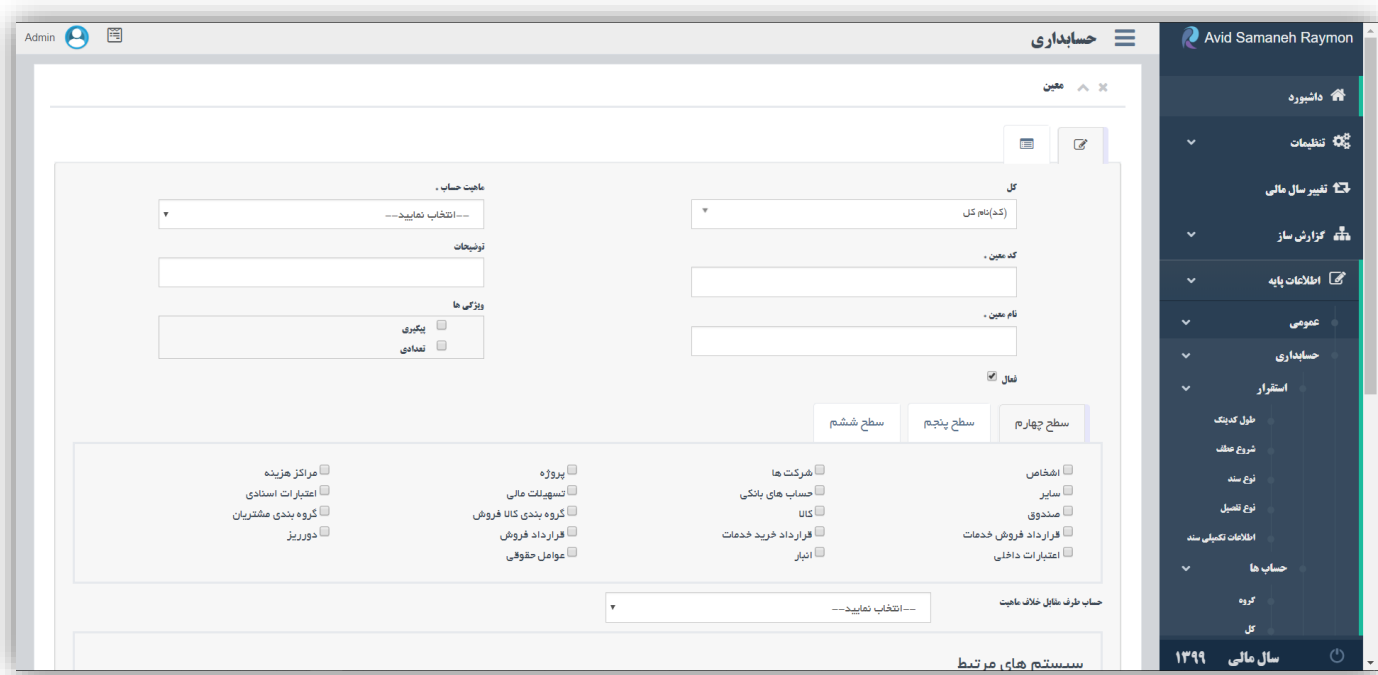 Avid Samaneh Raymon
داشبورد
تنظیمات
تغییر سال مالی
گزارش ساز
اطلاعات پایه
عمومی
حسابداری
استقرار
طول کدینگ
شروع عطف
نوع سند
نوع تفصیل
اطلاعات تکمیلی سند
حساب ها
گروه
کل
سال مالی ۱۳۹۹
حسابداری
Admin
معین
کل
(کد)نام کل
کد معین *
نام معین *
فعال
ماهیت حساب *
--انتخاب نمایید--
توضیحات
ویژگی ها
پیگیری
تعدادی
سطح چهارم سطح پنجم سطح ششم
اشخاص شرکت ها پروژه مراکز هزینه
سایر حساب های بانکی تسهیلات مالی اعتبارات اسنادی
صندوق کالا گروه بندی کالا فروش گروه بندی مشتریان
قرارداد فروش خدمات قرارداد خرید خدمات قرارداد فروش دورریز
اعتبارات داخلی انبار عوامل حقوقی
حساب طرف مقابل خلاف ماهیت --انتخاب نمایید--
سیستم های مرتبط